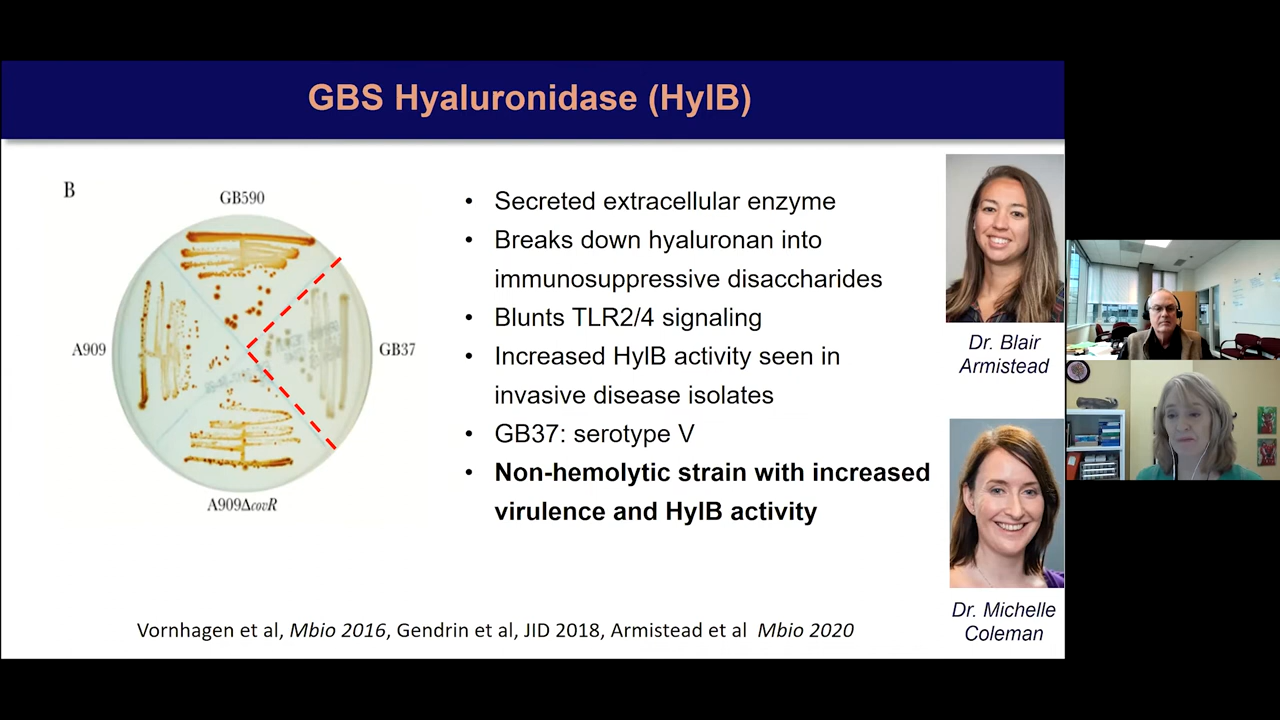 GBS Hyaluronidase (HylB)
B
GB590
A909
GB37
A909ΔcovR
• Secreted extracellular enzyme
• Breaks down hyaluronan into
immunosuppressive disaccharides
• Blunts TLR2/4 signaling
• Increased HylB activity seen in
invasive disease isolates
• GB37: serotype V
• Non-hemolytic strain with increased
virulence and HylB activity
Dr. Blair
Armistead
Dr. Michelle
Coleman
Vornhagen et al, Mbio 2016, Gendrin et al, JID 2018, Armistead et al Mbio 2020